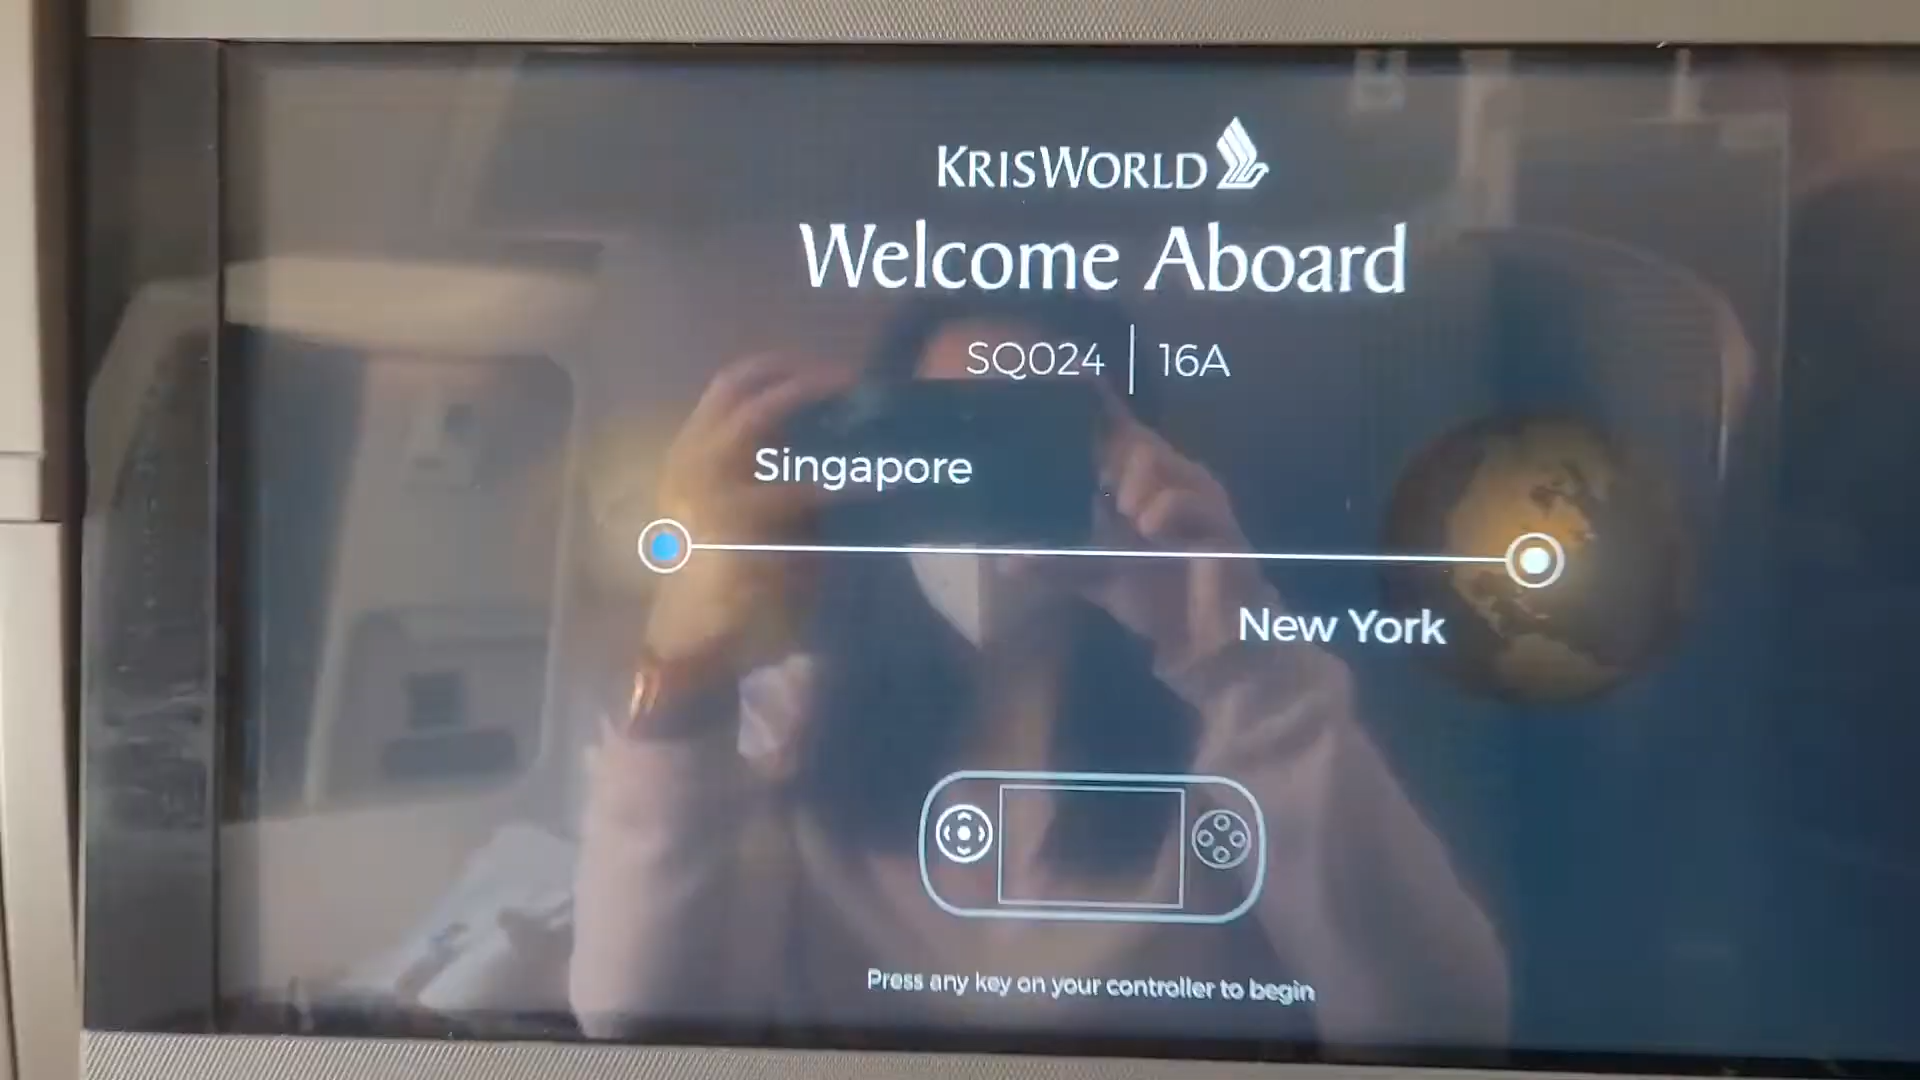 KRISWORLD
Welcome Aboard
SQ024 | 16A
Singapore
New York
Press any key on your controller to begin